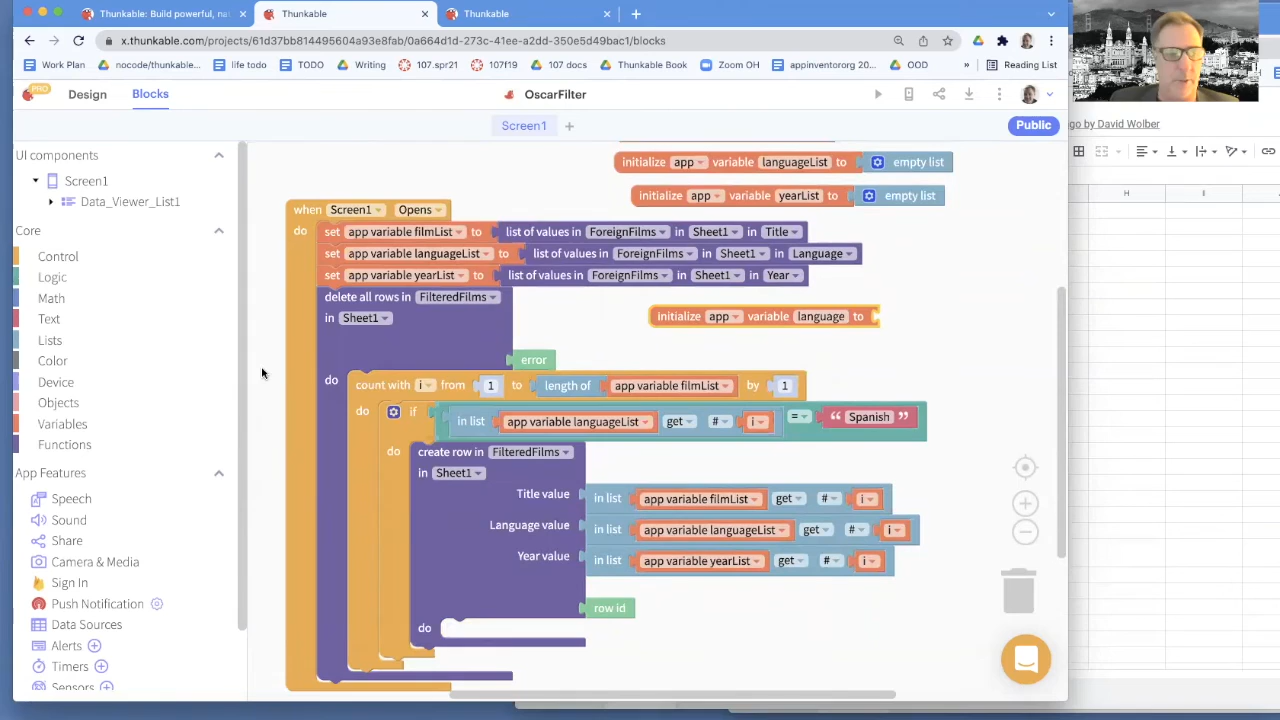 Thunkable: Build powerful, na
Thunkable
Thunkable
x.thunkable.com/projects/61d37bb814495604a93e8fab/0a664d1d-273c-41ee-a2dd-350e5d49bac1/blocks
Work Plan
nocode/thunkable...
life todo
TODO
Writing
107.spr21
107f19
107 docs
Thunkable Book
Zoom OH
appinventororg 20...
OOD
»
Reading List
PRO
Design
Blocks
OscarFilter
Screen1
Public
go by David Wolber
UI components
Screen1
Data_Viewer_List1
Core
Control
Logic
Math
Text
Lists
Color
Device
Objects
Variables
Functions
App Features
Speech
Sound
Share
Camera & Media
Sign In
Push Notification
Data Sources
Alerts
Timers
Sensors
initialize app variable languageList to empty list
initialize app variable yearList to empty list
when Screen1 Opens
do set app variable filmList to list of values in ForeignFilms in Sheet1 in Title
set app variable languageList to list of values in ForeignFilms in Sheet1 in Language
set app variable yearList to list of values in ForeignFilms in Sheet1 in Year
delete all rows in FilteredFilms
in Sheet1
initialize app variable language to
error
do count with i from 1 to length of app variable filmList by 1
do if in list app variable languageList get # i = “ Spanish ”
do create row in FilteredFilms
in Sheet1
Title value in list app variable filmList get # i
Language value in list app variable languageList get # i
Year value in list app variable yearList get # i
row id
do
H
I